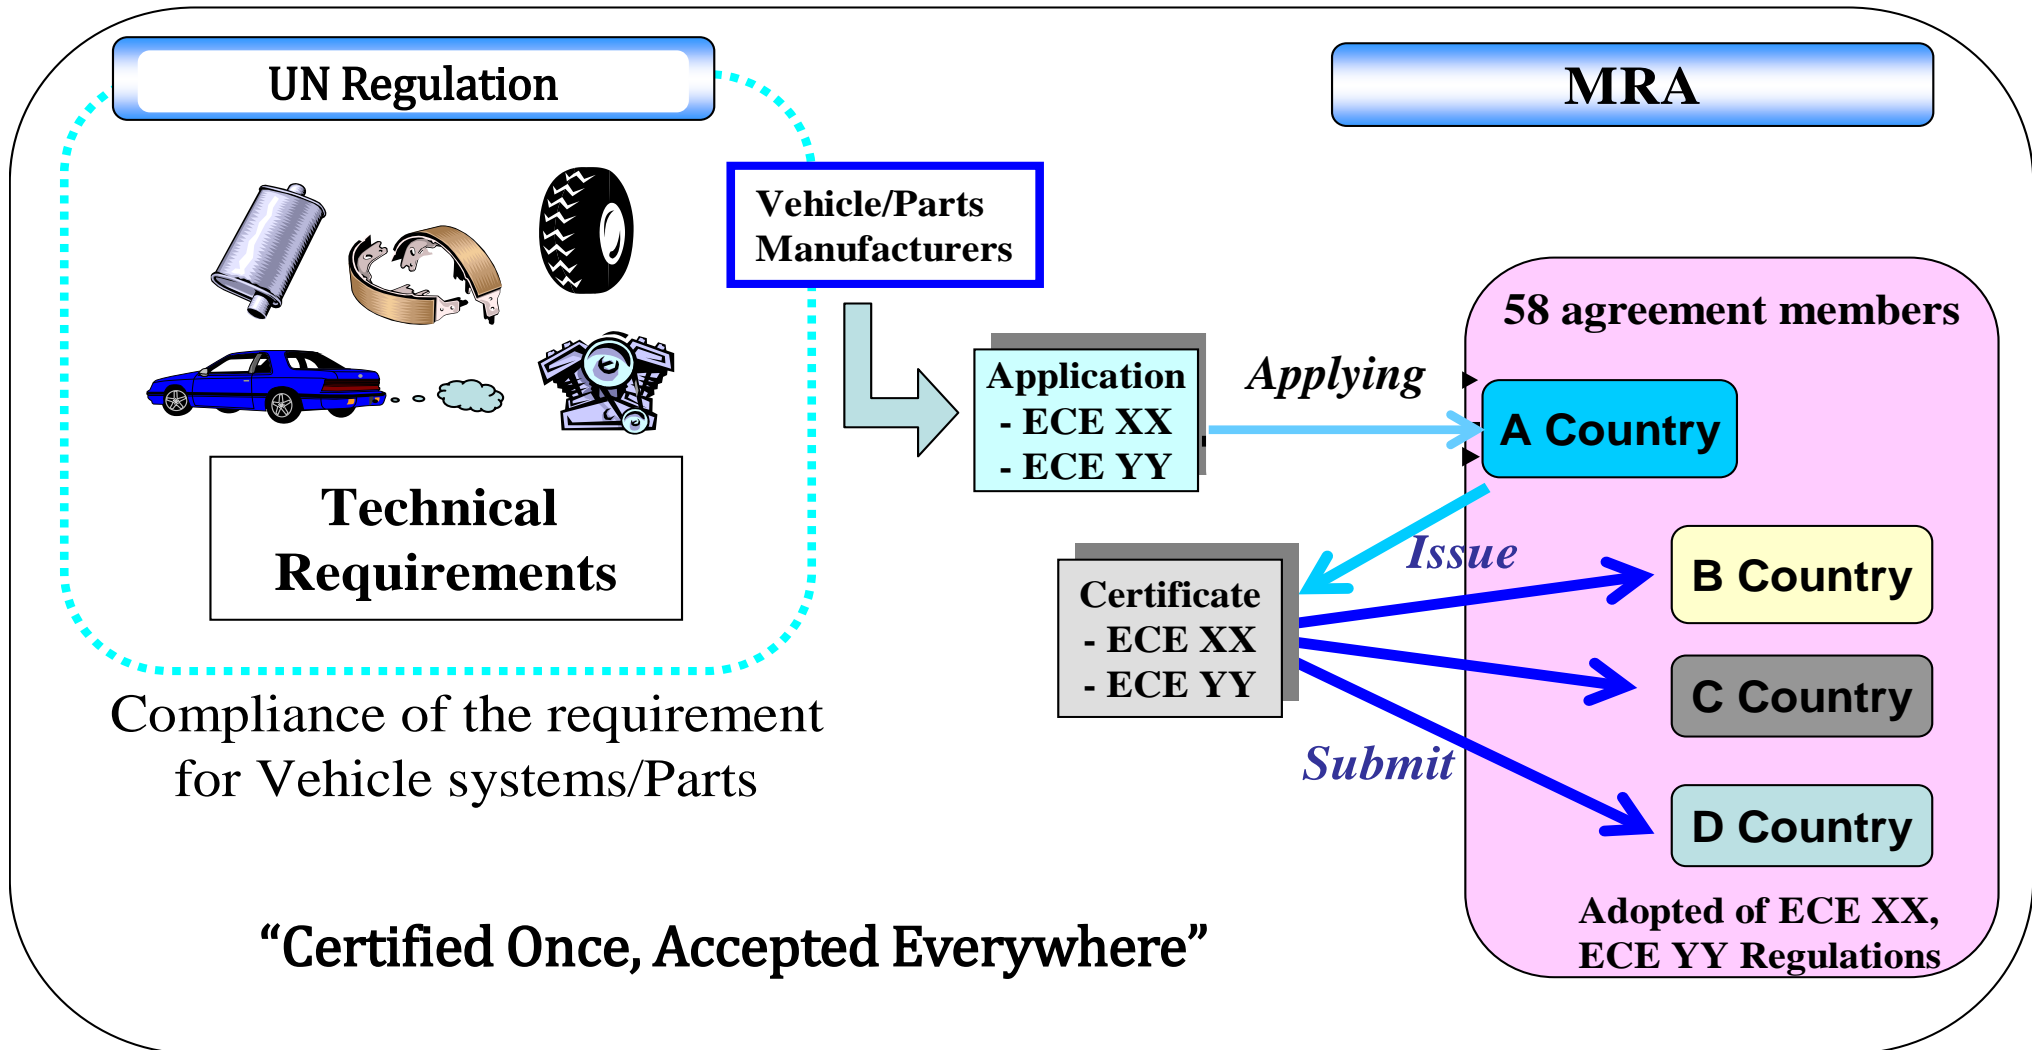 UN Regulation
MRA
Vehicle/Parts
Manufacturers
58 agreement members
Application
- ECE XX
- ECE YY
Applying
A Country
Technical
Requirements
Issue
B Country
Certificate
- ECE XX
- ECE YY
C Country
Compliance of the requirement
for Vehicle systems/Parts
Submit
D Country
Adopted of ECE XX,
ECE YY Regulations
“Certified Once, Accepted Everywhere”